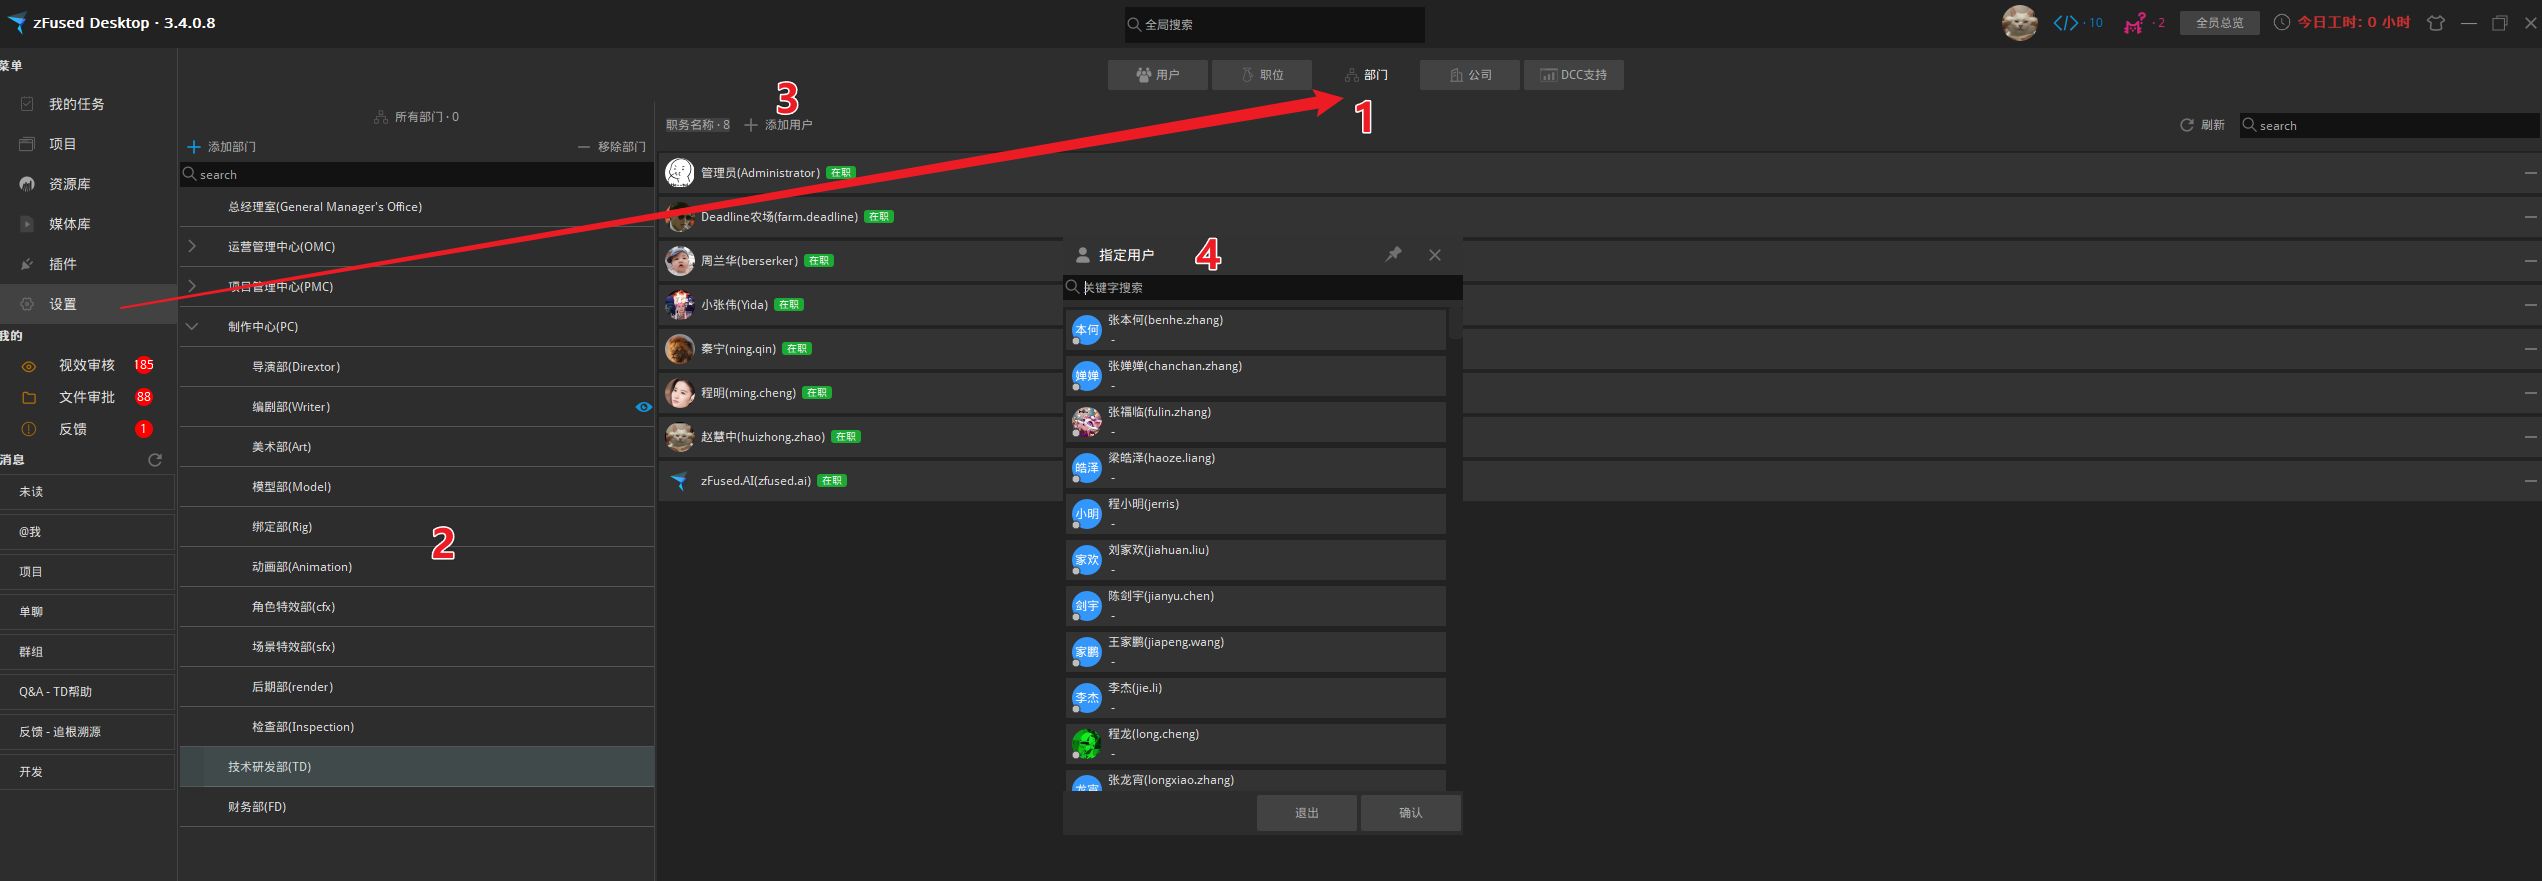 zFused Desktop · 3.4.0.8
全局搜索
· 10
· 2
全员总览
今日工时: 0 小时
菜单
我的任务
项目
资源库
媒体库
插件
设置
我的
视效审核 185
文件审批 88
反馈 1
消息
未读
@我
项目
单聊
群组
Q&A - TD帮助
反馈 - 追根溯源
开发
用户
职位
部门
公司
DCC支持
1
所有部门 · 0
添加部门
移除部门
search
总经理室(General Manager's Office)
运营管理中心(OMC)
项目管理中心(PMC)
制作中心(PC)
导演部(Dirextor)
编剧部(Writer)
美术部(Art)
模型部(Model)
绑定部(Rig)
2
动画部(Animation)
角色特效部(cfx)
场景特效部(sfx)
后期部(render)
检查部(Inspection)
技术研发部(TD)
财务部(FD)
3
职务名称 · 8
添加用户
刷新
search
管理员(Administrator) 在职
Deadline农场(farm.deadline) 在职
周兰华(berserker) 在职
小张伟(Yida) 在职
秦宁(ning.qin) 在职
程明(ming.cheng) 在职
赵慧中(huizhong.zhao) 在职
zFused.AI(zfused.ai) 在职
指定用户
4
关键字搜索
本何
张本何(benhe.zhang)
-
婵婵
张婵婵(chanchan.zhang)
-
张福临(fulin.zhang)
-
皓泽
梁皓泽(haoze.liang)
-
小明
程小明(jerris)
-
家欢
刘家欢(jiahuan.liu)
-
剑宇
陈剑宇(jianyu.chen)
-
家鹏
王家鹏(jiapeng.wang)
-
李杰
李杰(jie.li)
-
程龙(long.cheng)
-
龙宵
张龙宵(longxiao.zhang)
退出
确认